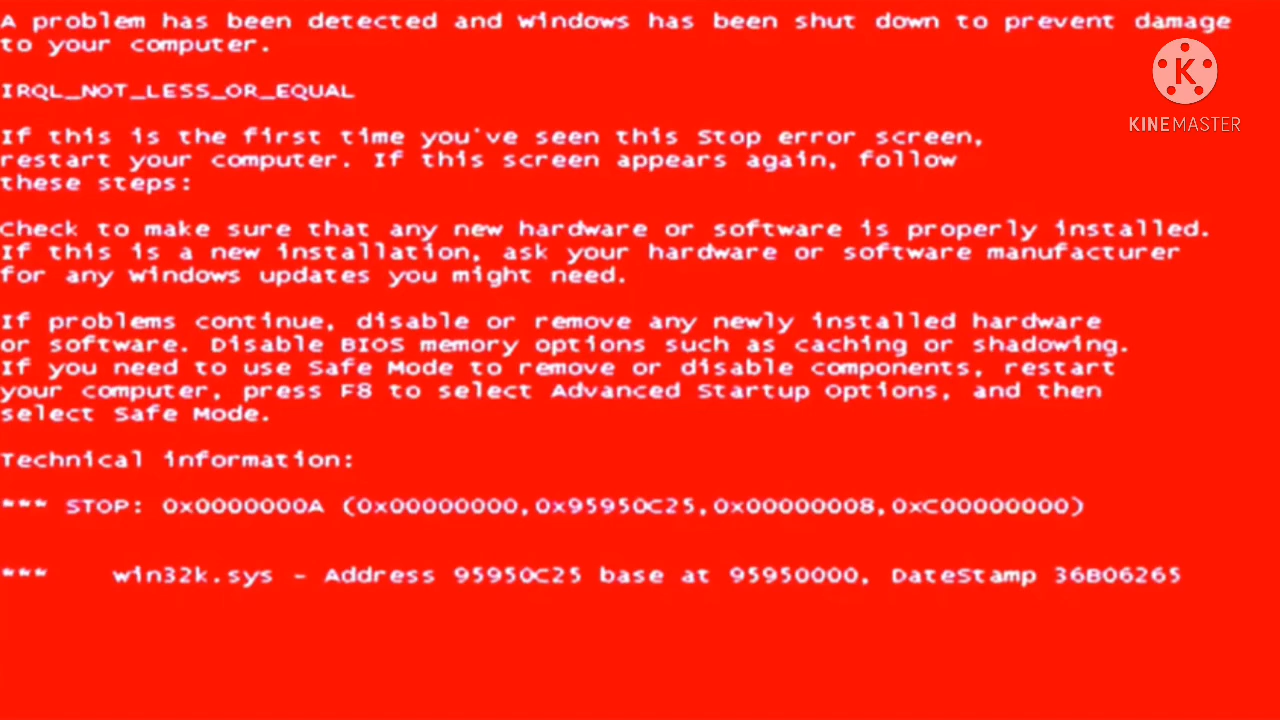 A problem has been detected and Windows has been shut down to prevent damage
to your computer.
K
KINEMASTER
IRQL_NOT_LESS_OR_EQUAL
If this is the first time you've seen this Stop error screen,
restart your computer. If this screen appears again, follow
these steps:
Check to make sure that any new hardware or software is properly installed.
If this is a new installation, ask your hardware or software manufacturer
for any Windows updates you might need.
If problems continue, disable or remove any newly installed hardware
or software. Disable BIOS memory options such as caching or shadowing.
If you need to use Safe Mode to remove or disable components, restart
your computer, press F8 to select Advanced Startup Options, and then
select Safe Mode.
Technical information:
*** STOP: 0x0000000A (0x00000000,0x95950C25,0x00000008,0xC00000000)
*** win32k.sys - Address 95950C25 base at 95950000, DateStamp 36B06265